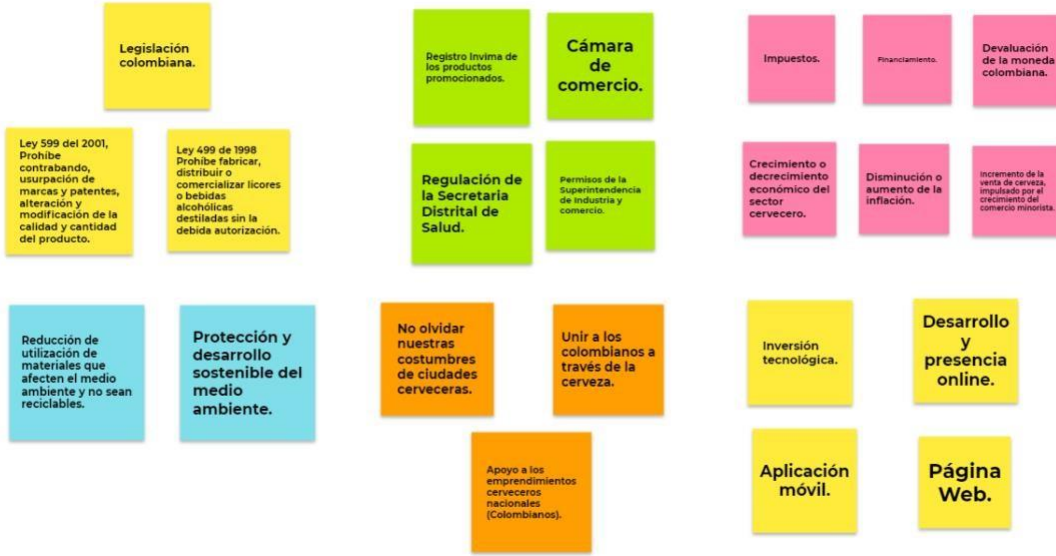 Legislación
colombiana.
Ley 599 del 2001,
Prohíbe
contrabando,
usurpación de
marcas y patentes,
alteración y
modificación de la
calidad y cantidad
del producto.
Ley 499 de 1998
Prohíbe fabricar,
distribuir o
comercializar licores
o bebidas
alcohólicas
destiladas sin la
debida autorización.
Registro Invima de
los productos
promocionados.
Cámara
de
comercio.
Regulación de
la Secretaria
Distrital de
Salud.
Permisos de la
Superintendencia
de Industria y
comercio.
Impuestos.
Financiamiento.
Devaluación
de la moneda
colombiana.
Crecimiento o
decrecimiento
económico del
sector
cervecero.
Disminución o
aumento de la
inflación.
Incremento de la
venta de cerveza,
impulsado por el
crecimiento del
comercio minorista.
Reducción de
utilización de
materiales que
afecten el medio
ambiente y no sean
reciclables.
Protección y
desarrollo
sostenible del
medio
ambiente.
No olvidar
nuestras
costumbres
de ciudades
cerveceras.
Unir a los
colombianos a
través de la
cerveza.
Apoyo a los
emprendimientos
cerveceros
nacionales
(Colombianos).
Inversión
tecnológica.
Desarrollo
y
presencia
online.
Aplicación
móvil.
Página
Web.